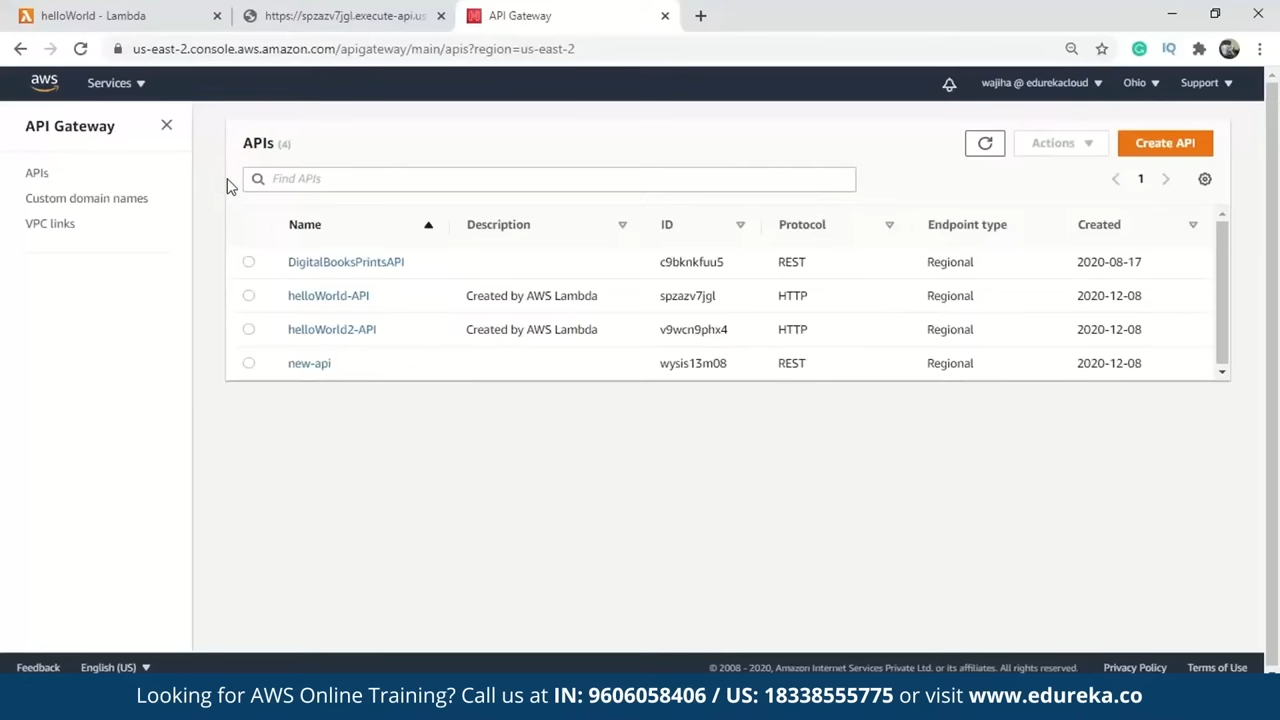 helloWorld - Lambda
https://spzazv7jgl.execute-api.us
API Gateway
us-east-2.console.aws.amazon.com/apigateway/main/apis?region=us-east-2
IQ
aws
Services
wajiha @ edurekacloud
Ohio
Support
API Gateway
APIs
Custom domain names
VPC links
APIs (4)
Actions
Create API
Find APIs
1
Name Description ID Protocol Endpoint type Created
DigitalBooksPrintsAPI c9bknkfuu5 REST Regional 2020-08-17
helloWorld-API Created by AWS Lambda spzazv7jgl HTTP Regional 2020-12-08
helloWorld2-API Created by AWS Lambda v9wcn9phx4 HTTP Regional 2020-12-08
new-api wysis13m08 REST Regional 2020-12-08
Feedback English (US) © 2008 - 2020, Amazon Internet Services Private Ltd. or its affiliates. All rights reserved. Privacy Policy Terms of Use
Looking for AWS Online Training? Call us at IN: 9606058406 / US: 18338555775 or visit www.edureka.co